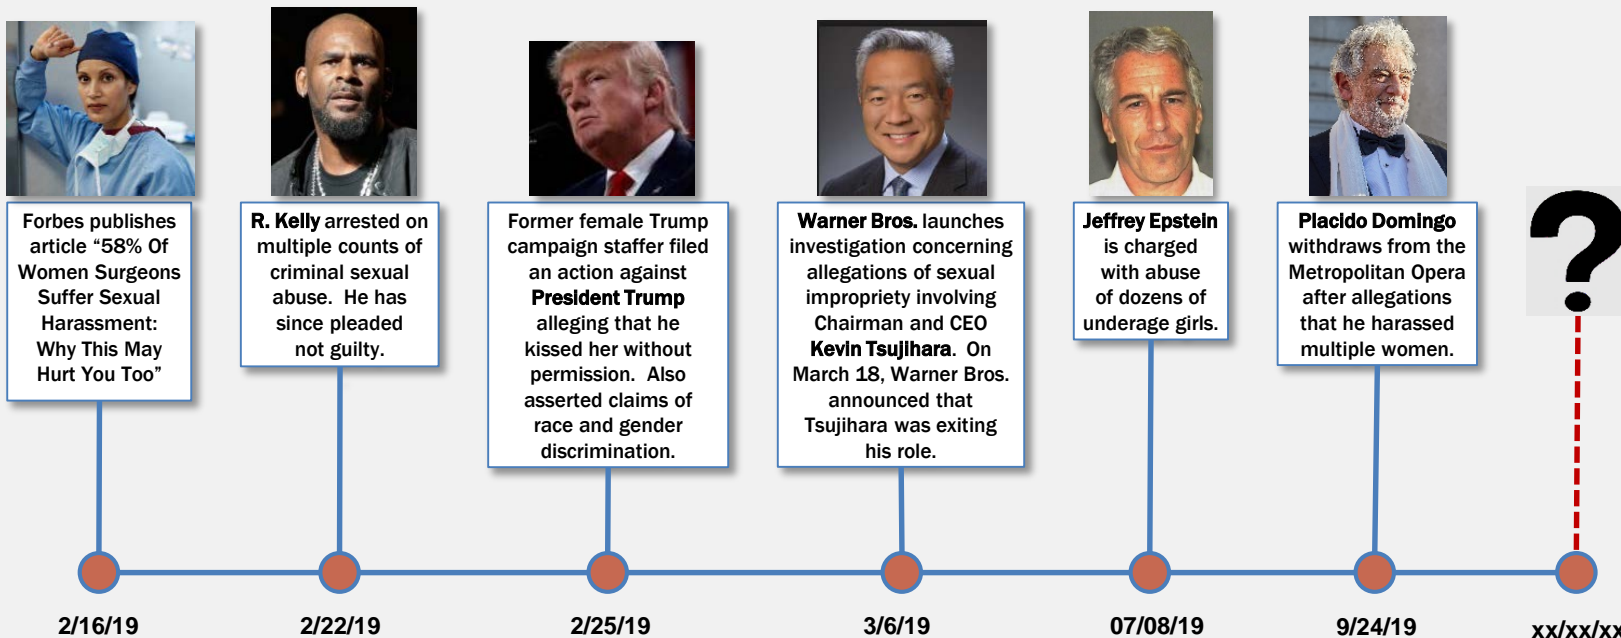 Forbes publishes
article “58% Of
Women Surgeons
Suffer Sexual
Harassment:
Why This May
Hurt You Too”
R. Kelly arrested on
multiple counts of
criminal sexual
abuse.  He has
since pleaded
not guilty.
Former female Trump
campaign staffer filed
an action against
President Trump
alleging that he
kissed her without
permission.  Also
asserted claims of
race and gender
discrimination.
Warner Bros. launches
investigation concerning
allegations of sexual
impropriety involving
Chairman and CEO
Kevin Tsujihara.  On
March 18, Warner Bros.
announced that
Tsujihara was exiting
his role.
Jeffrey Epstein
is charged
with abuse
of dozens of
underage girls.
Placido Domingo
withdraws from the
Metropolitan Opera
after allegations
that he harassed
multiple women.
?
2/16/19
2/22/19
2/25/19
3/6/19
07/08/19
9/24/19
xx/xx/xx